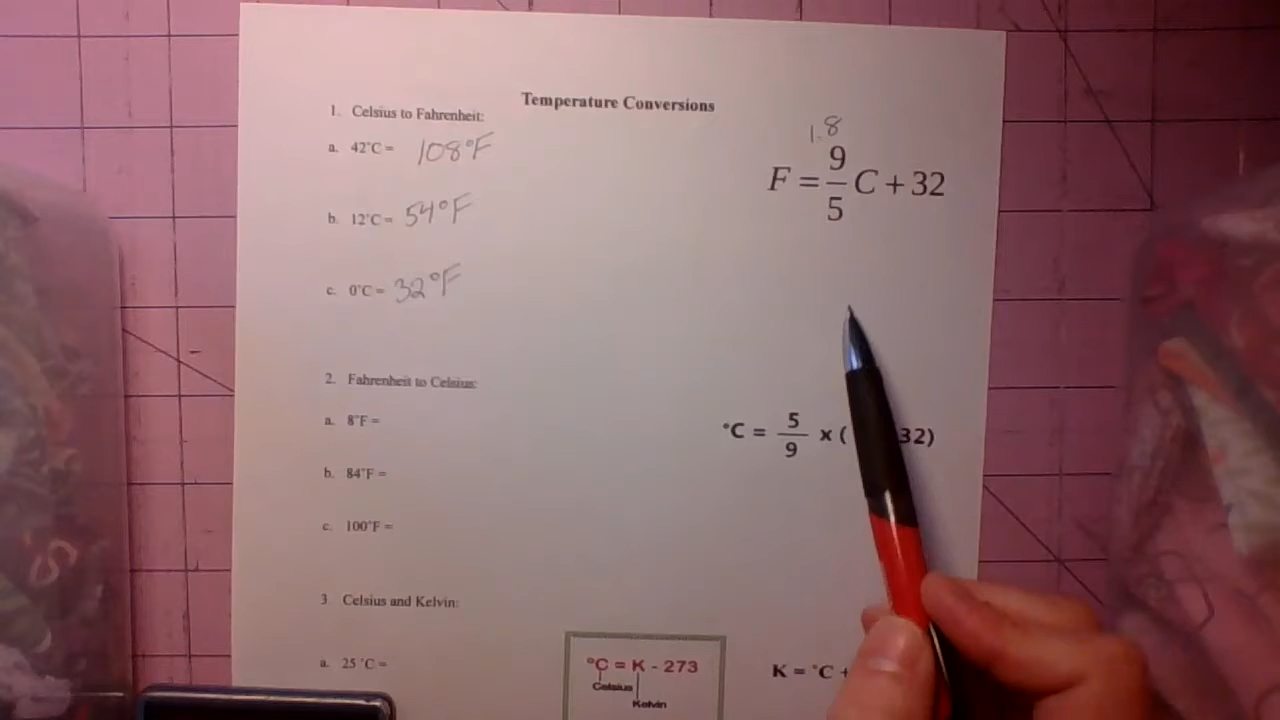 Temperature Conversions
1. Celsius to Fahrenheit:
a. 42°C = 108°F
b. 12°C = 54°F
c. 0°C = 32°F
1.8
F = 9/5 C + 32
2. Fahrenheit to Celsius:
a. 8°F =
b. 84°F =
c. 100°F =
°C = 5/9 x ( 32)
3 Celsius and Kelvin:
a. 25 °C =
°C = K - 273
Celsius
Kelvin
K = °C +